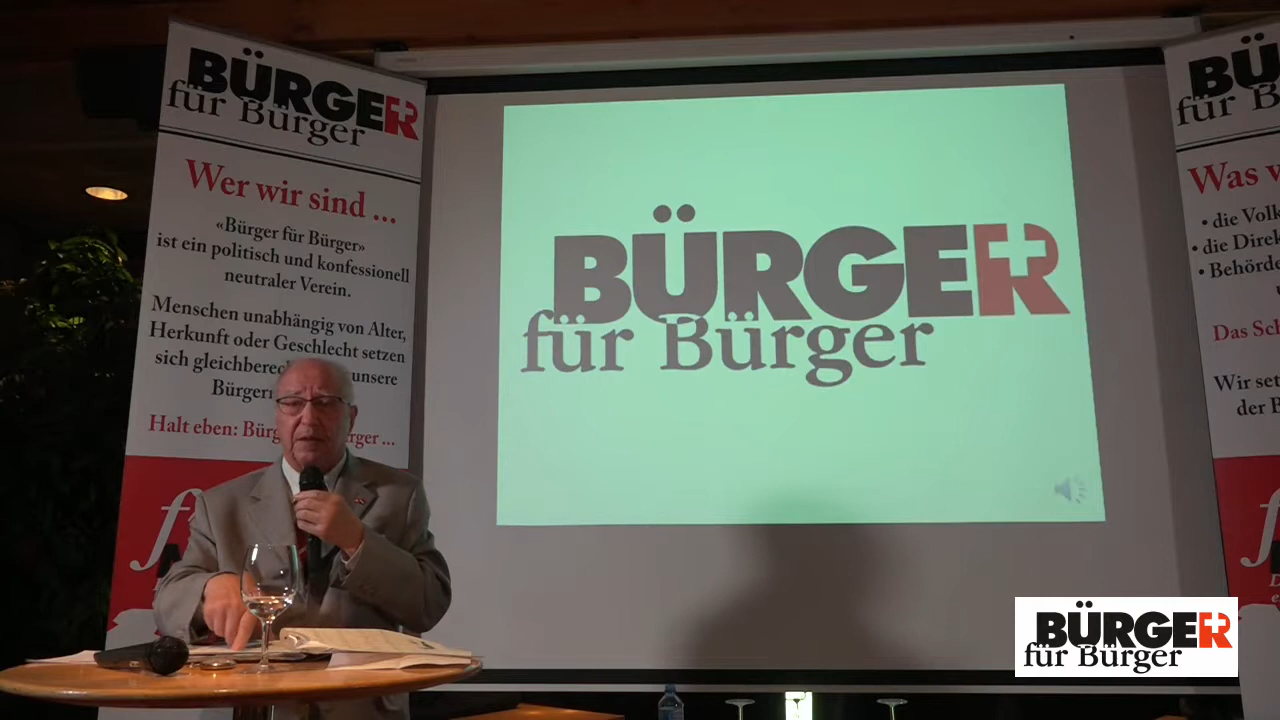 BÜRGER
für Bürger
Wer wir sind ...
«Bürger für Bürger»
ist ein politisch und konfessionell
neutraler Verein.
Menschen unabhängig von Alter,
Herkunft oder Geschlecht setzen
sich gleichberec unsere
Bürger
Halt eben: Bürg rger ...
BÜRGER
für Bürger
BÜ
für B
Was w
• die Volk
• die Direk
• Behörde
Das Sch
Wir set
der B
BÜRGER
für Bürger